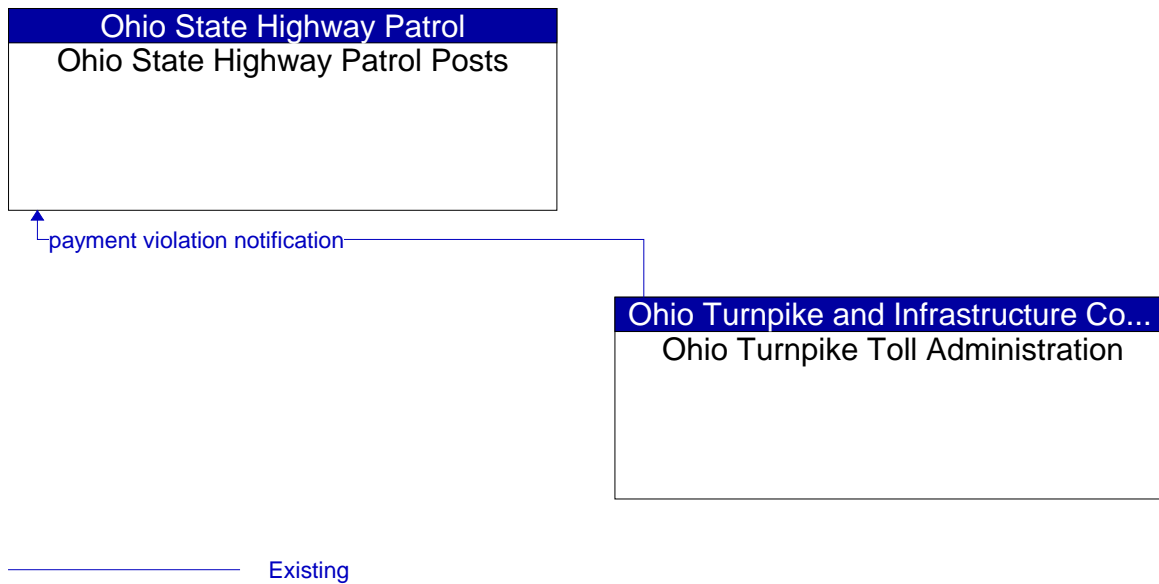 Ohio State Highway Patrol
Ohio State Highway Patrol Posts
payment violation notification
Ohio Turnpike and Infrastructure Co...
Ohio Turnpike Toll Administration
Existing